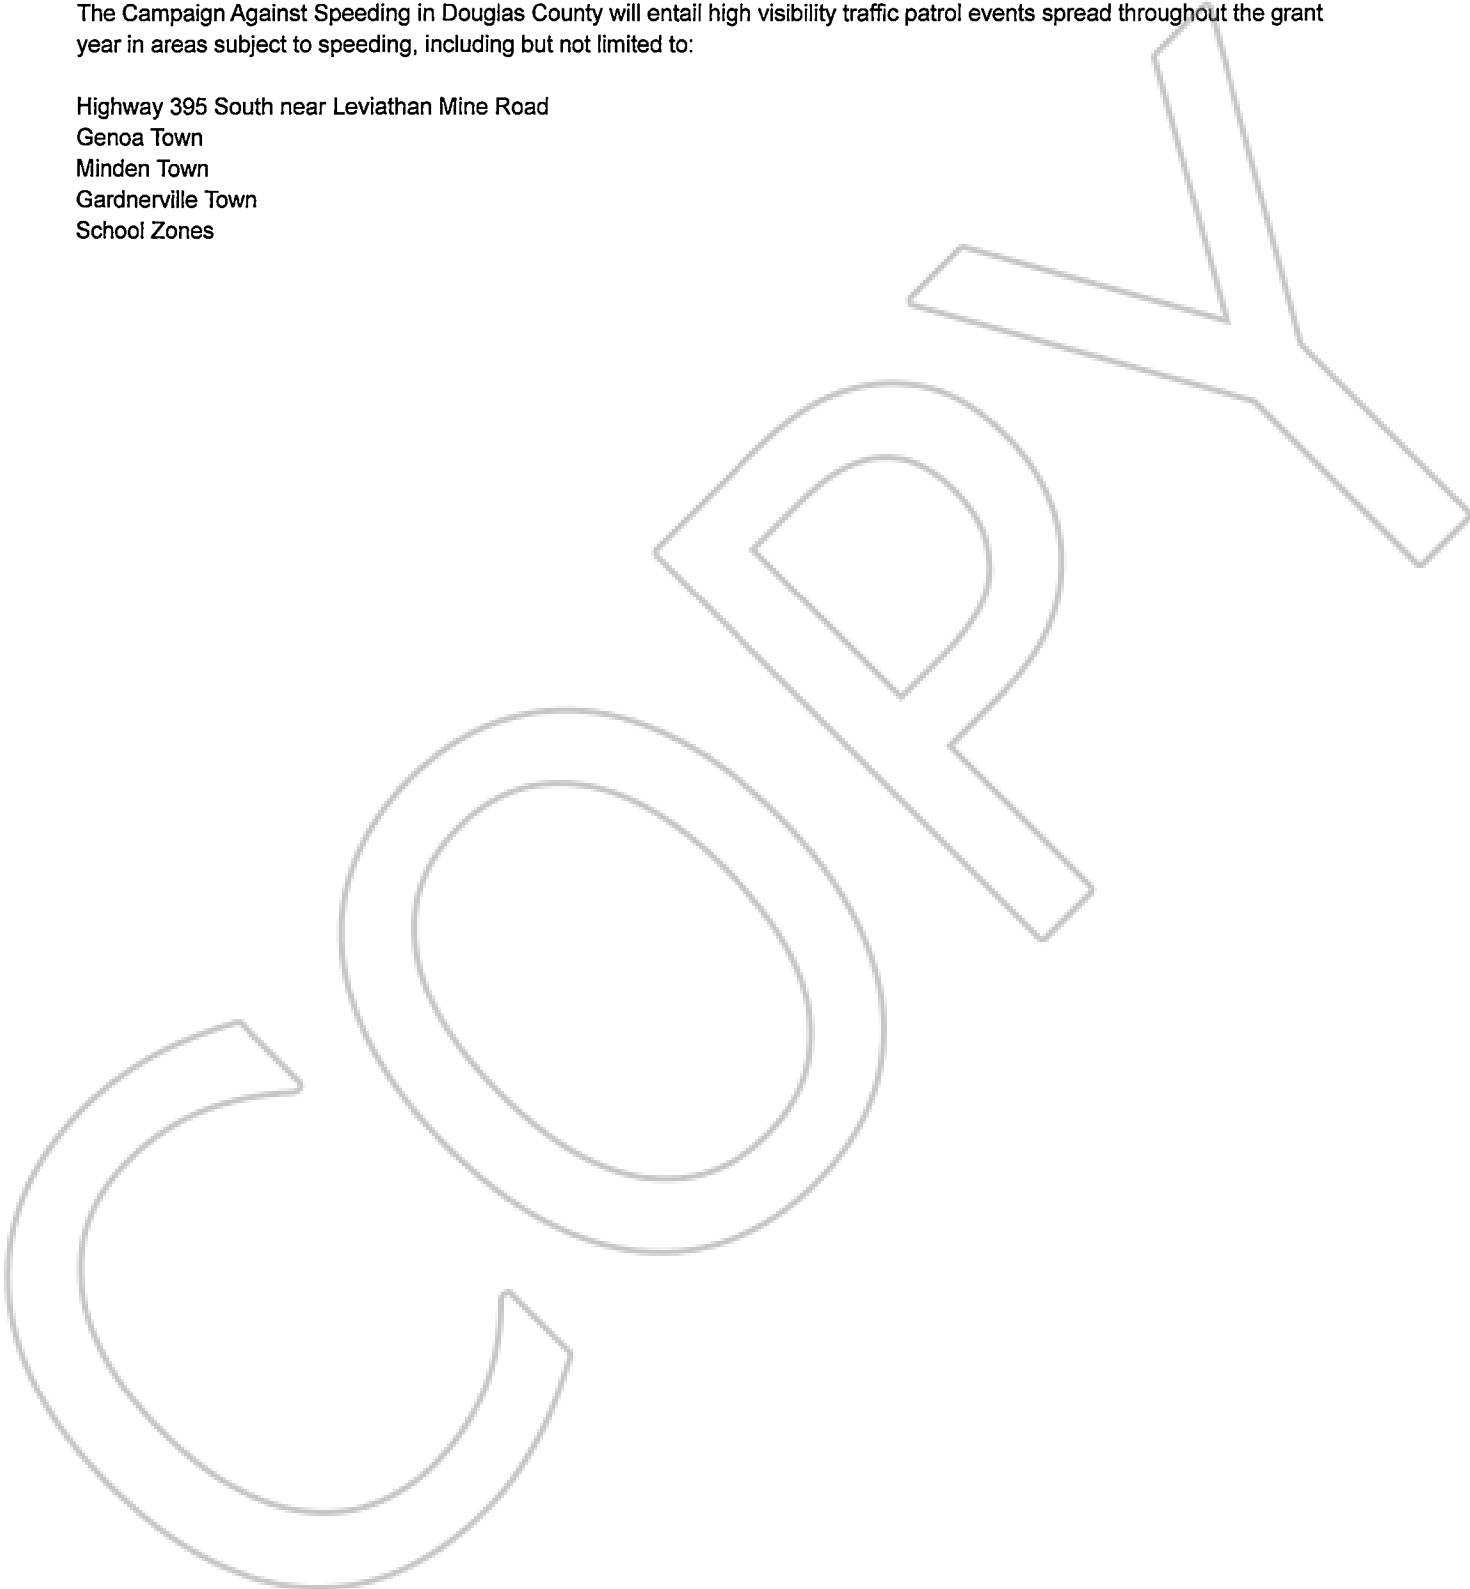 The Campaign Against Speeding in Douglas County will entail high visibility traffic patrol events spread throughout the grant
year in areas subject to speeding, including but not limited to:
Highway 395 South near Leviathan Mine Road
Genoa Town
Minden Town
Gardnerville Town
School Zones
COPY